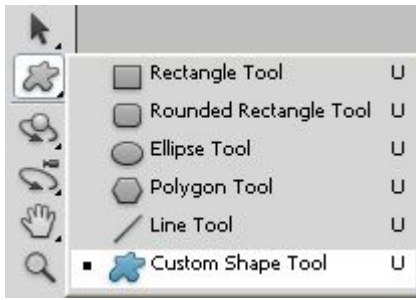 Rectangle Tool U
Rounded Rectangle Tool U
Ellipse Tool U
Polygon Tool U
Line Tool U
Custom Shape Tool U